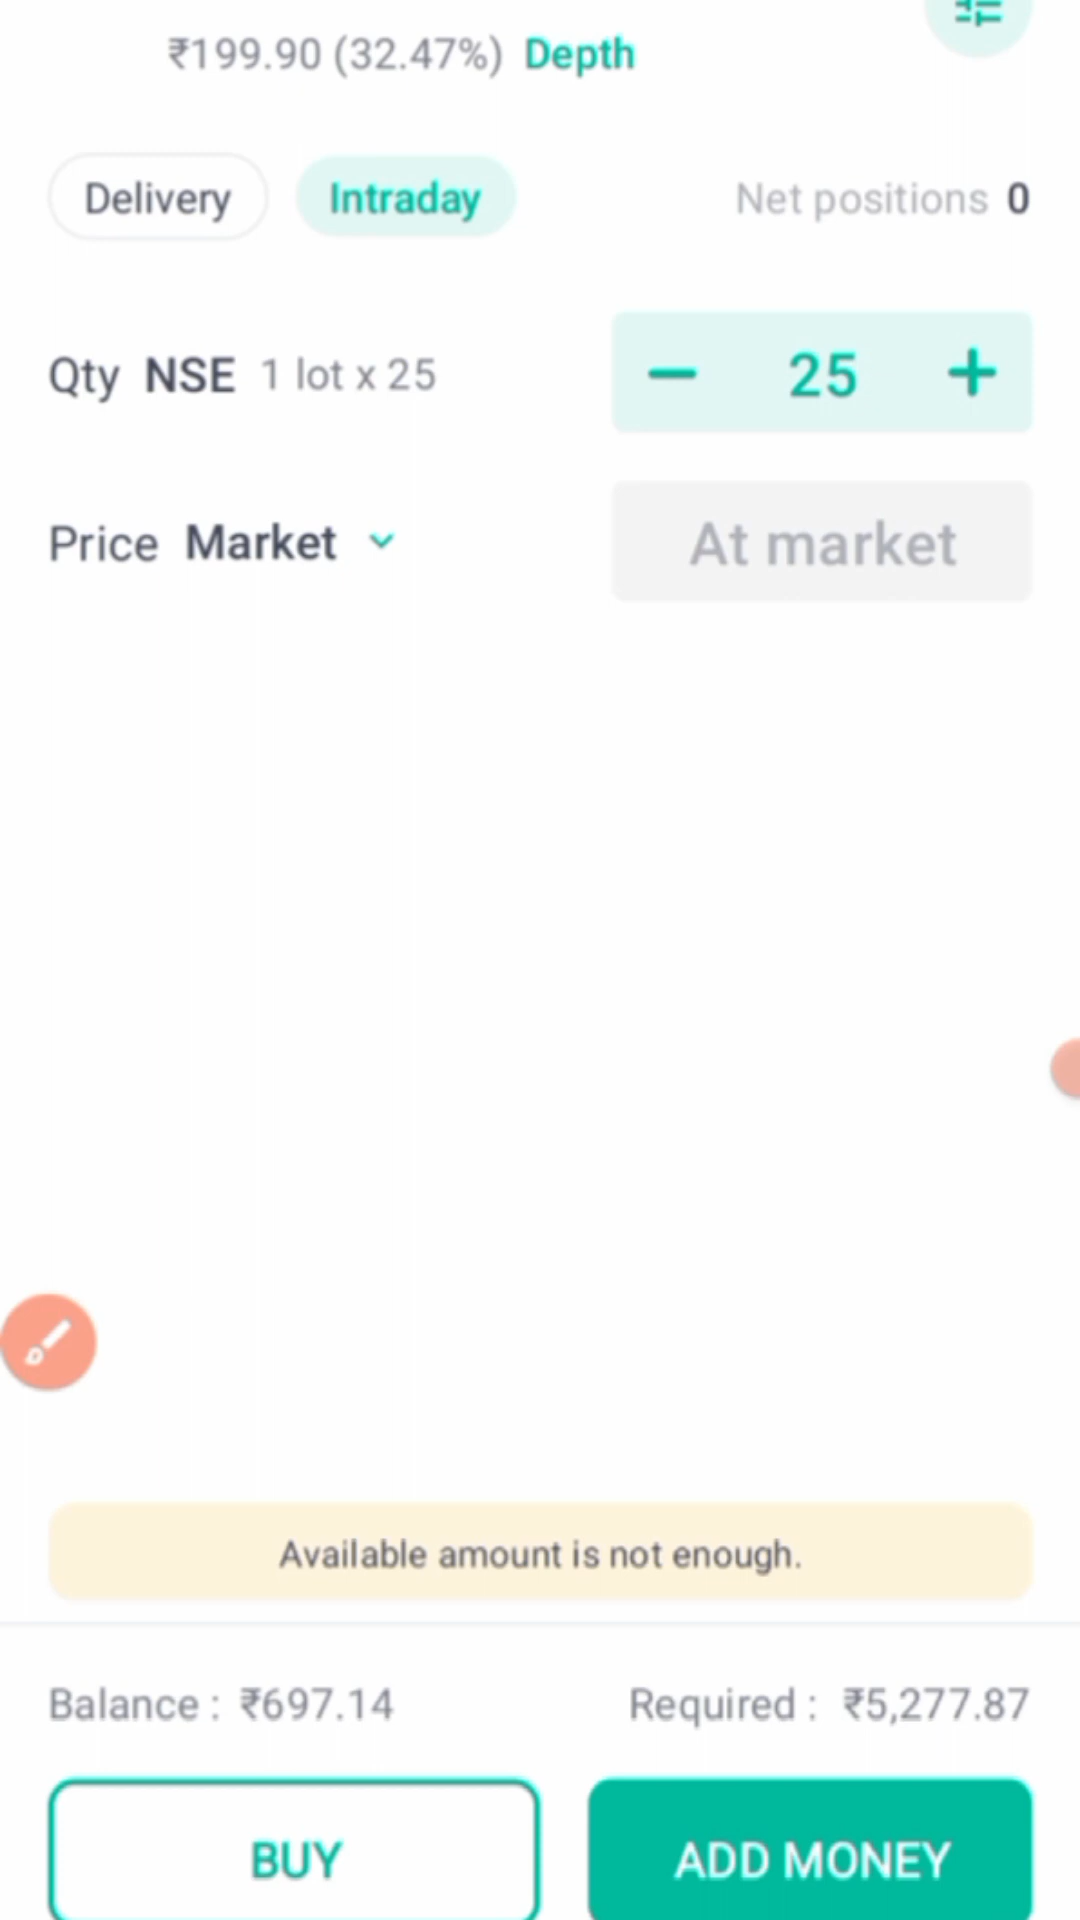 ₹199.90 (32.47%) Depth
Delivery Intraday Net positions 0
Qty NSE 1 lot x 25 − 25 +
Price Market At market
Available amount is not enough.
Balance : ₹697.14 Required : ₹5,277.87
BUY ADD MONEY